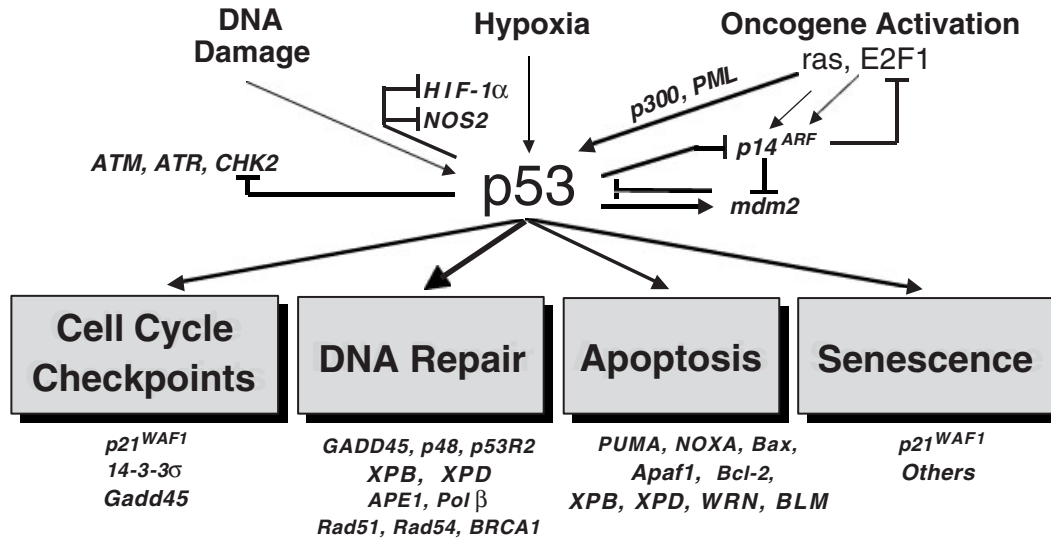 DNA
Damage
Hypoxia
Oncogene Activation
ras, E2F1
HIF-1α
NOS2
p300, PML
p14 ARF
ATM, ATR, CHK2
p53
mdm2
Cell Cycle
Checkpoints
DNA Repair
Apoptosis
Senescence
p21WAF1
14-3-3σ
Gadd45
GADD45, p48, p53R2
XPB, XPD
APE1, Pol β
Rad51, Rad54, BRCA1
PUMA, NOXA, Bax,
Apaf1, Bcl-2,
XPB, XPD, WRN, BLM
p21WAF1
Others